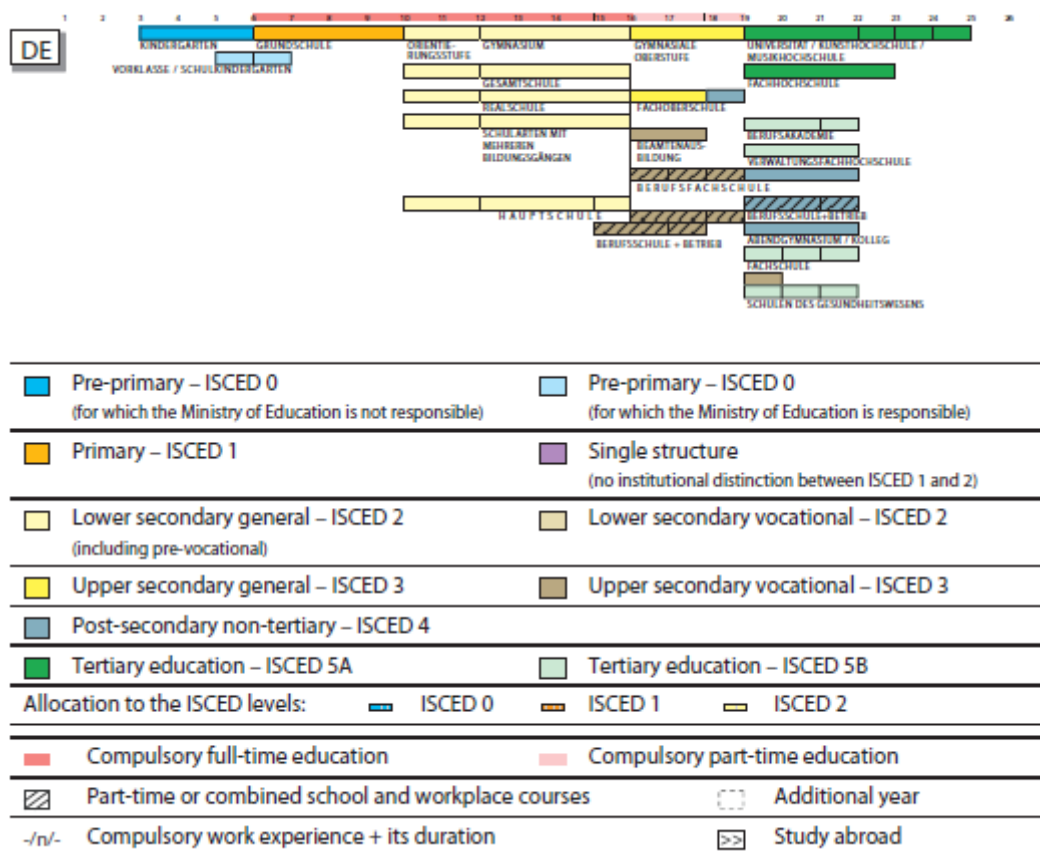 1 2 3 4 5 6 7 8 9 10 11 12 13 14 15 16 17 18 19 20 21 22 23 24 25 26
DE
KINDERGARTEN GRUNDSCHULE ORIENTIE- GYMNASIUM GYMNASIALE UNIVERSITÄT / KUNSTHOCHSCHULE /
RUNGSSTUFE OBERSTUFE MUSIKHOCHSCHULE
VORKLASSE / SCHULKINDERGARTEN
GESAMTSCHULE FACHHOCHSCHULE
REALSCHULE FACHOBERSCHULE
SCHULARTEN MIT BEAMTENAUS- BERUFSAKADEMIE
MEHREREN BILDUNG
BILDUNGSGÄNGEN VERWALTUNGSFACHHOCHSCHULE
BERUFSFACHSCHULE
HAUPTSCHULE BERUFSSCHULE+BETRIEB
BERUFSSCHULE + BETRIEB ABENDGYMNASIUM / KOLLEG
FACHSCHULE
SCHULEN DES GESUNDHEITSWESENS
Pre-primary – ISCED 0 Pre-primary – ISCED 0
(for which the Ministry of Education is not responsible) (for which the Ministry of Education is responsible)
Primary – ISCED 1 Single structure
(no institutional distinction between ISCED 1 and 2)
Lower secondary general – ISCED 2 Lower secondary vocational – ISCED 2
(including pre-vocational)
Upper secondary general – ISCED 3 Upper secondary vocational – ISCED 3
Post-secondary non-tertiary – ISCED 4
Tertiary education – ISCED 5A Tertiary education – ISCED 5B
Allocation to the ISCED levels: ISCED 0 ISCED 1 ISCED 2
Compulsory full-time education Compulsory part-time education
Part-time or combined school and workplace courses Additional year
-/n/- Compulsory work experience + its duration >> Study abroad